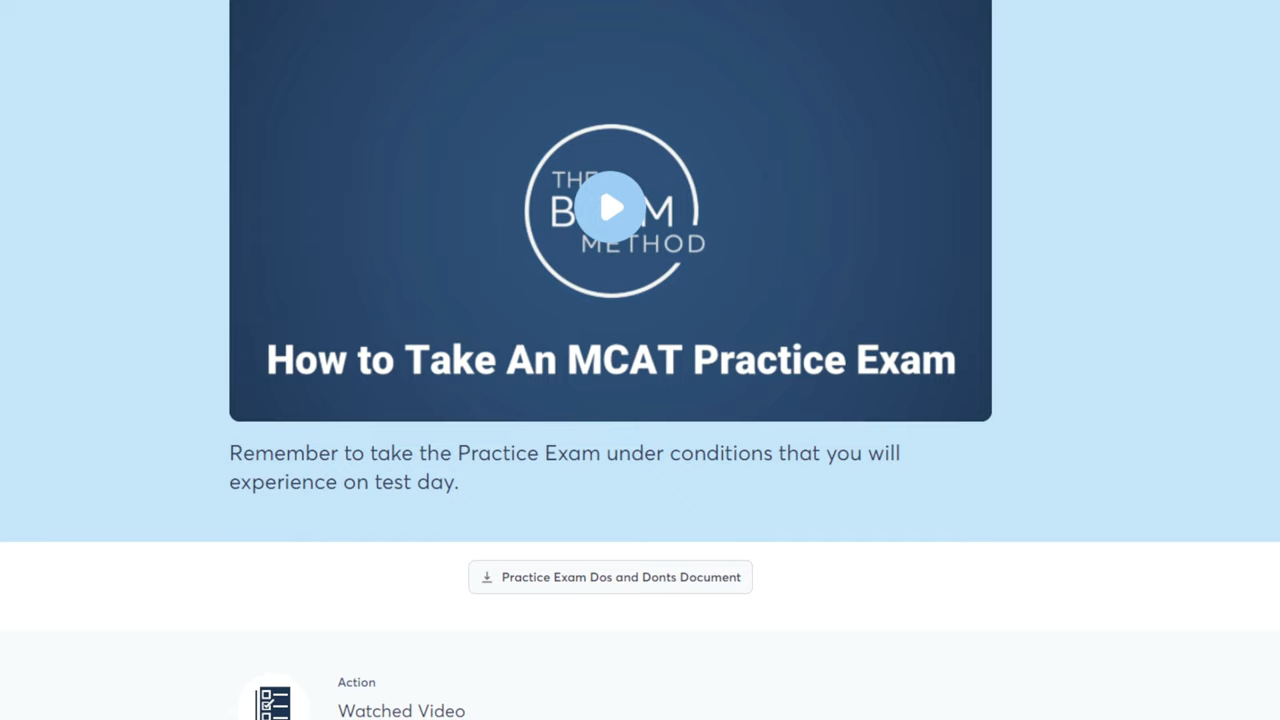 METHOD
How to Take An MCAT Practice Exam
Remember to take the Practice Exam under conditions that you will
experience on test day.
Practice Exam Dos and Donts Document
Action
Watched Video